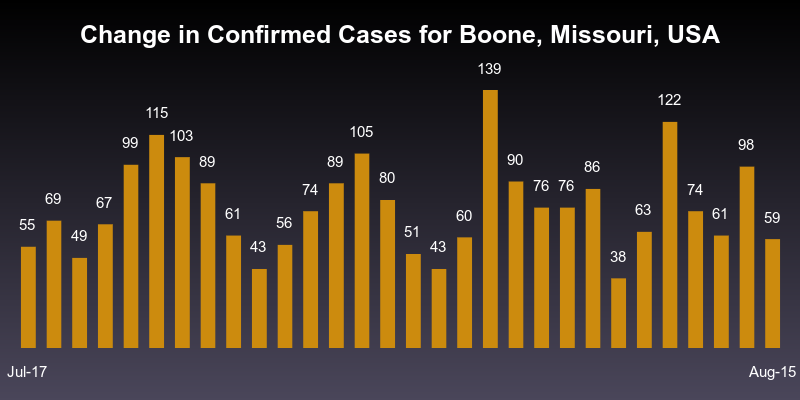 Change in Confirmed Cases for Boone, Missouri, USA
55 69 49 67 99 115 103 89 61 43 56 74 89 105 80 51 43 60 139 90 76 76 86 38 63 122 74 61 98 59
Jul-17 Aug-15